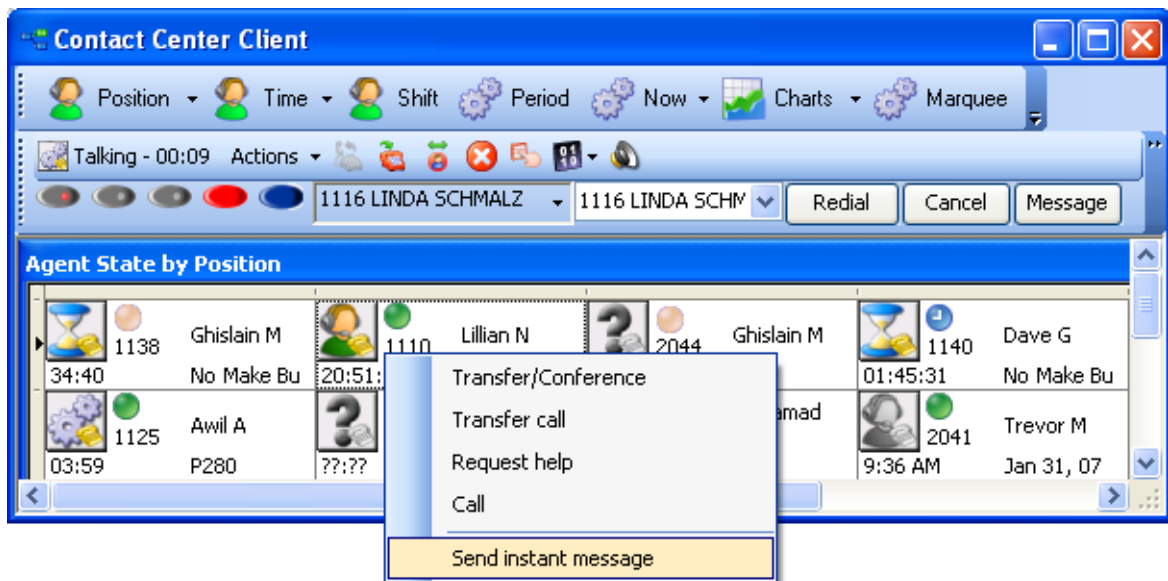 Contact Center Client
Position Time Shift Period Now Charts Marquee
Talking - 00:09 Actions
1116 LINDA SCHMALZ 1116 LINDA SCHM Redial Cancel Message
Agent State by Position
1138 Ghislain M 1110 Lillian N 2044 Ghislain M 1140 Dave G
34:40 No Make Bu 20:51: 01:45:31 No Make Bu
1125 Awil A amad 2041 Trevor M
03:59 P280 ??:?? 9:36 AM Jan 31, 07
Transfer/Conference
Transfer call
Request help
Call
Send instant message